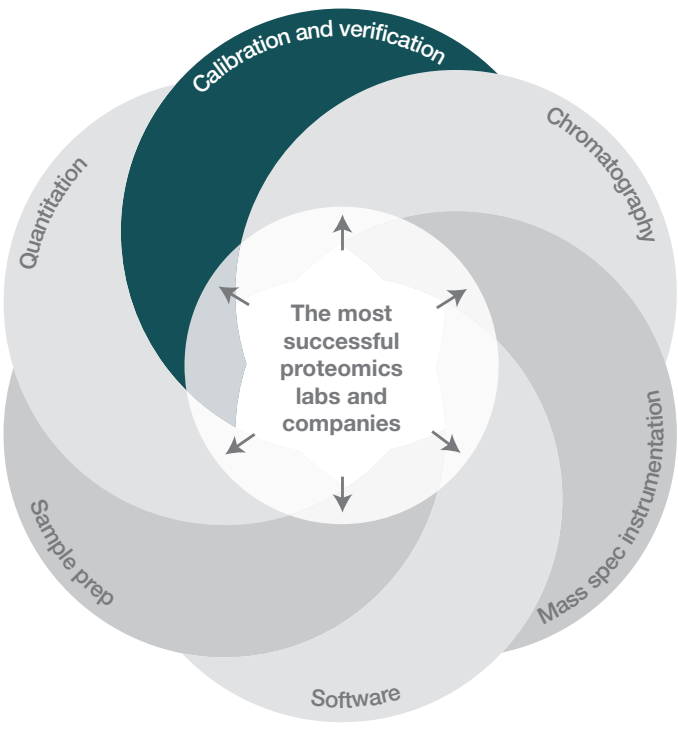 Calibration and verification
Chromatography
Mass spec instrumentation
Software
Sample prep
Quantitation
The most
successful
proteomics
labs and
companies